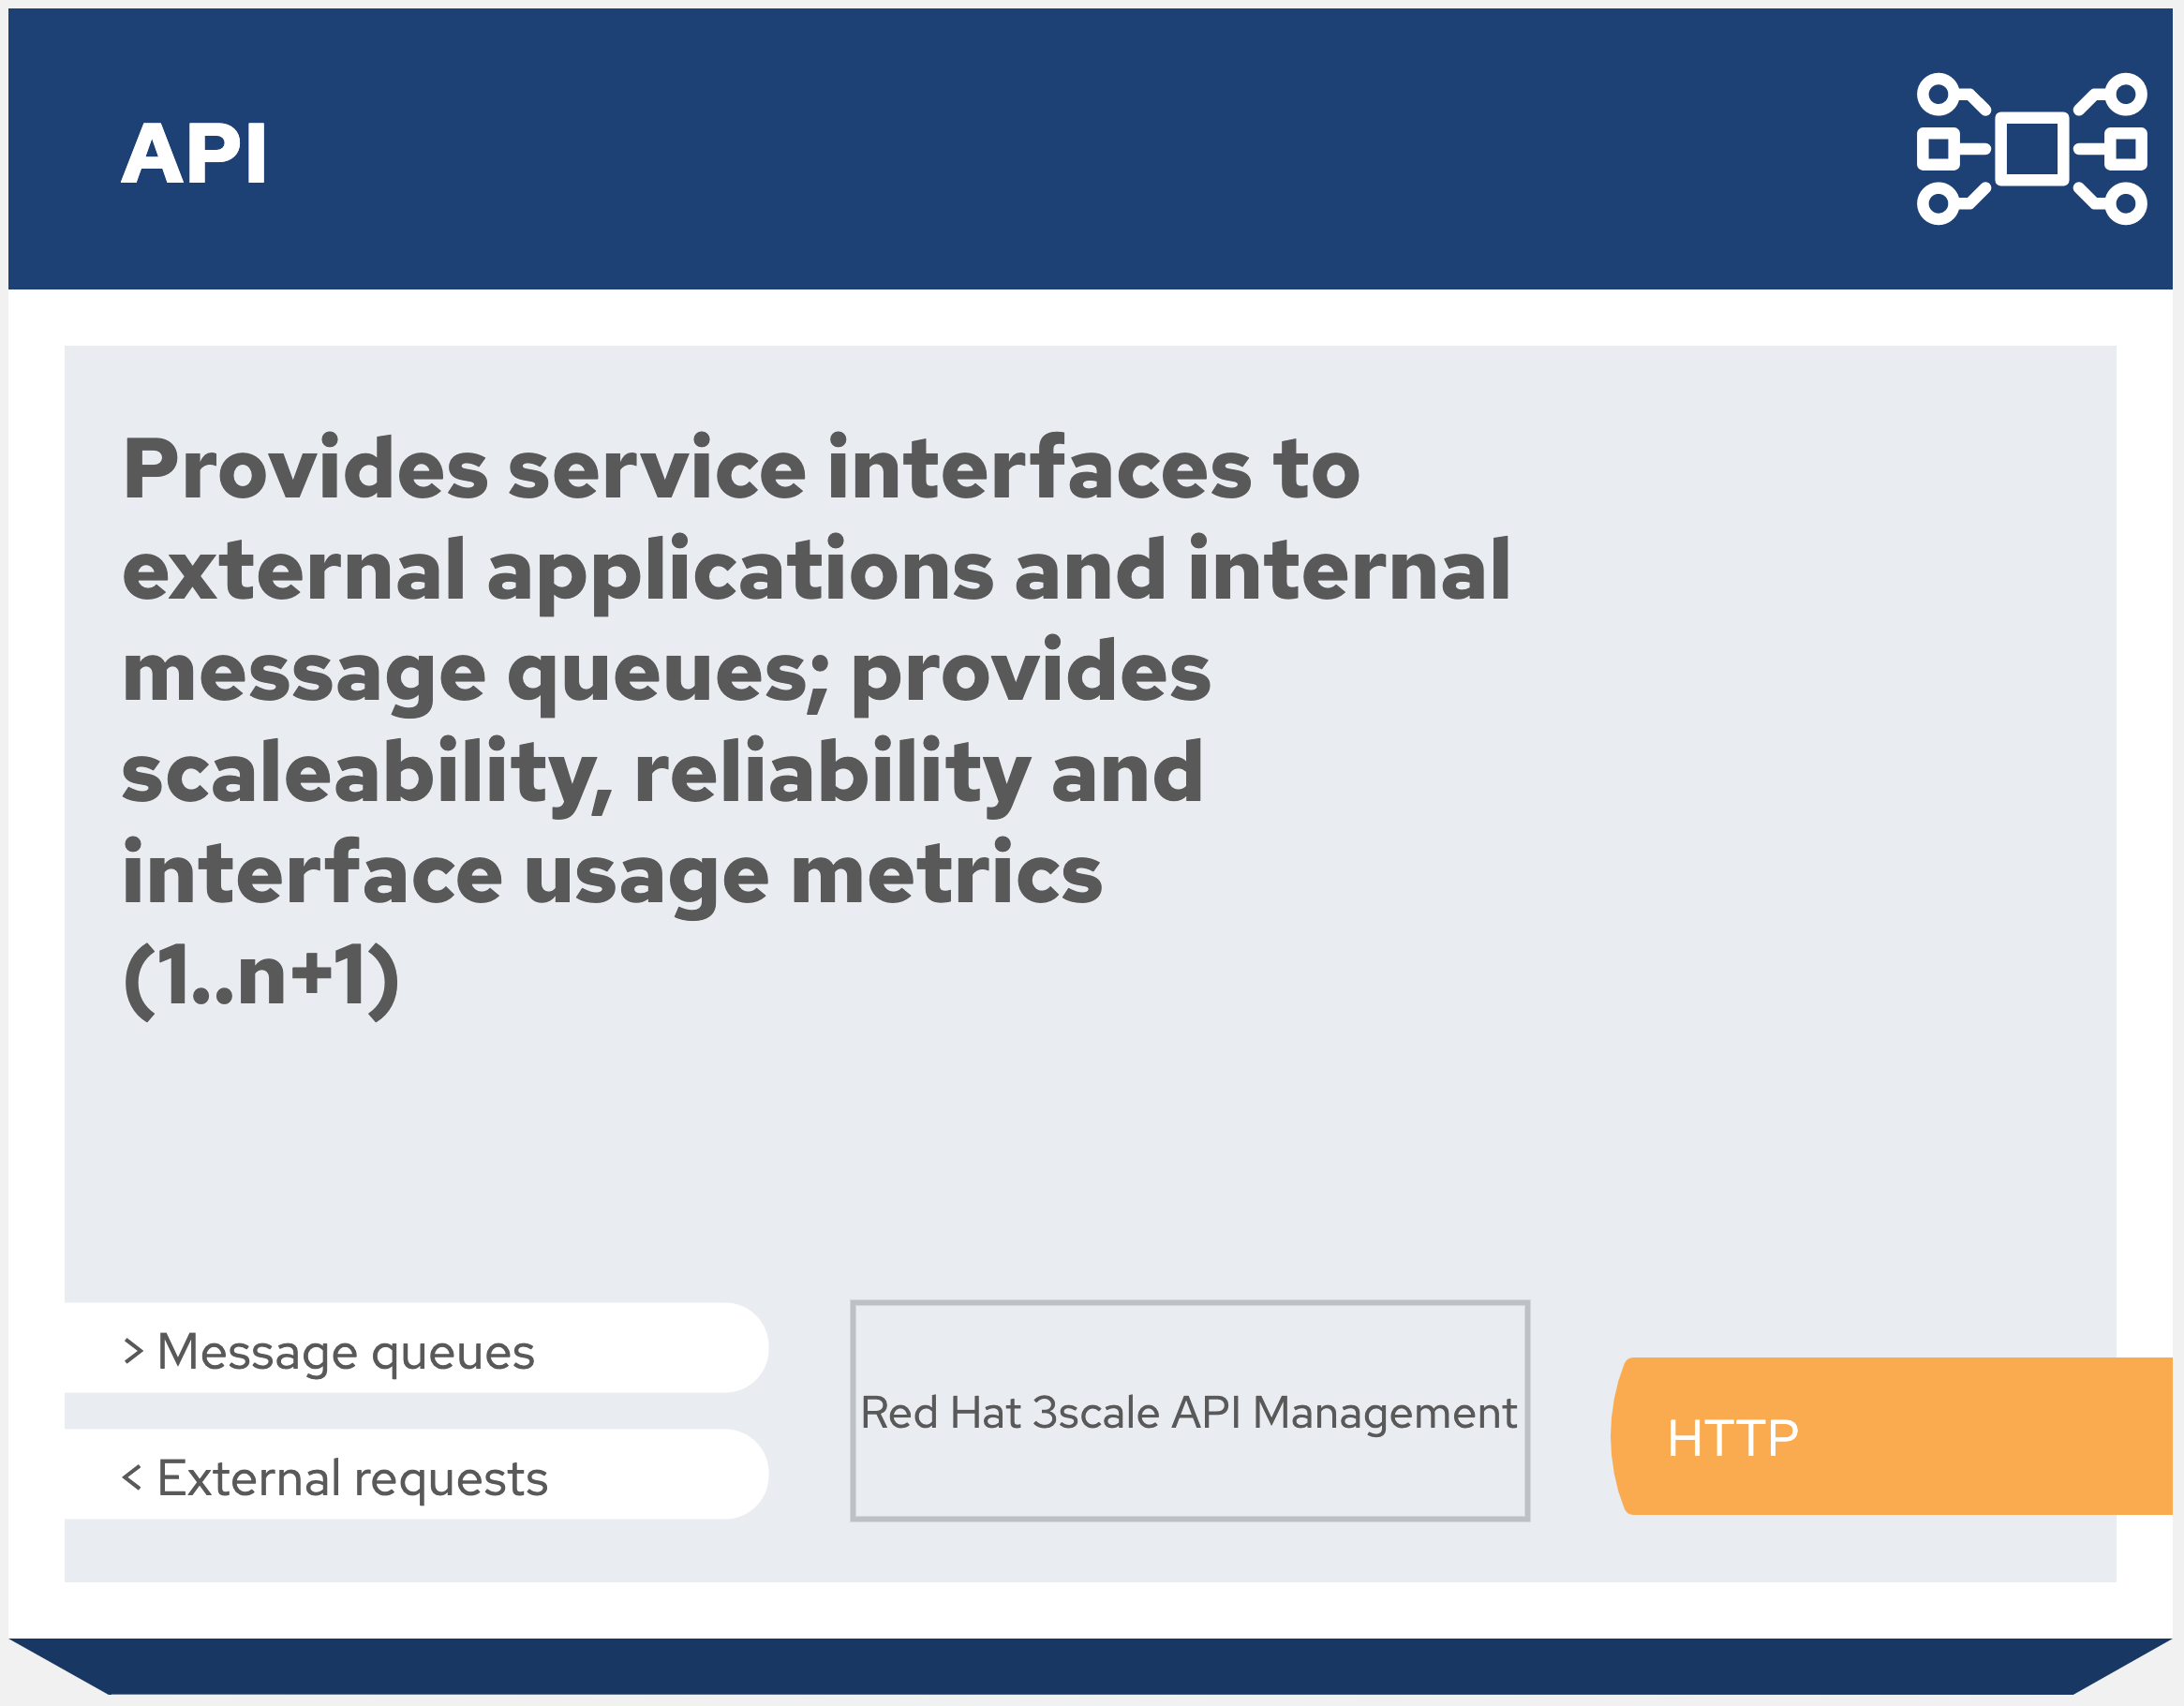 API
Provides service interfaces to
external applications and internal
message queues; provides
scaleability, reliability and
interface usage metrics
(1..n+1)
> Message queues
< External requests
Red Hat 3scale API Management
HTTP